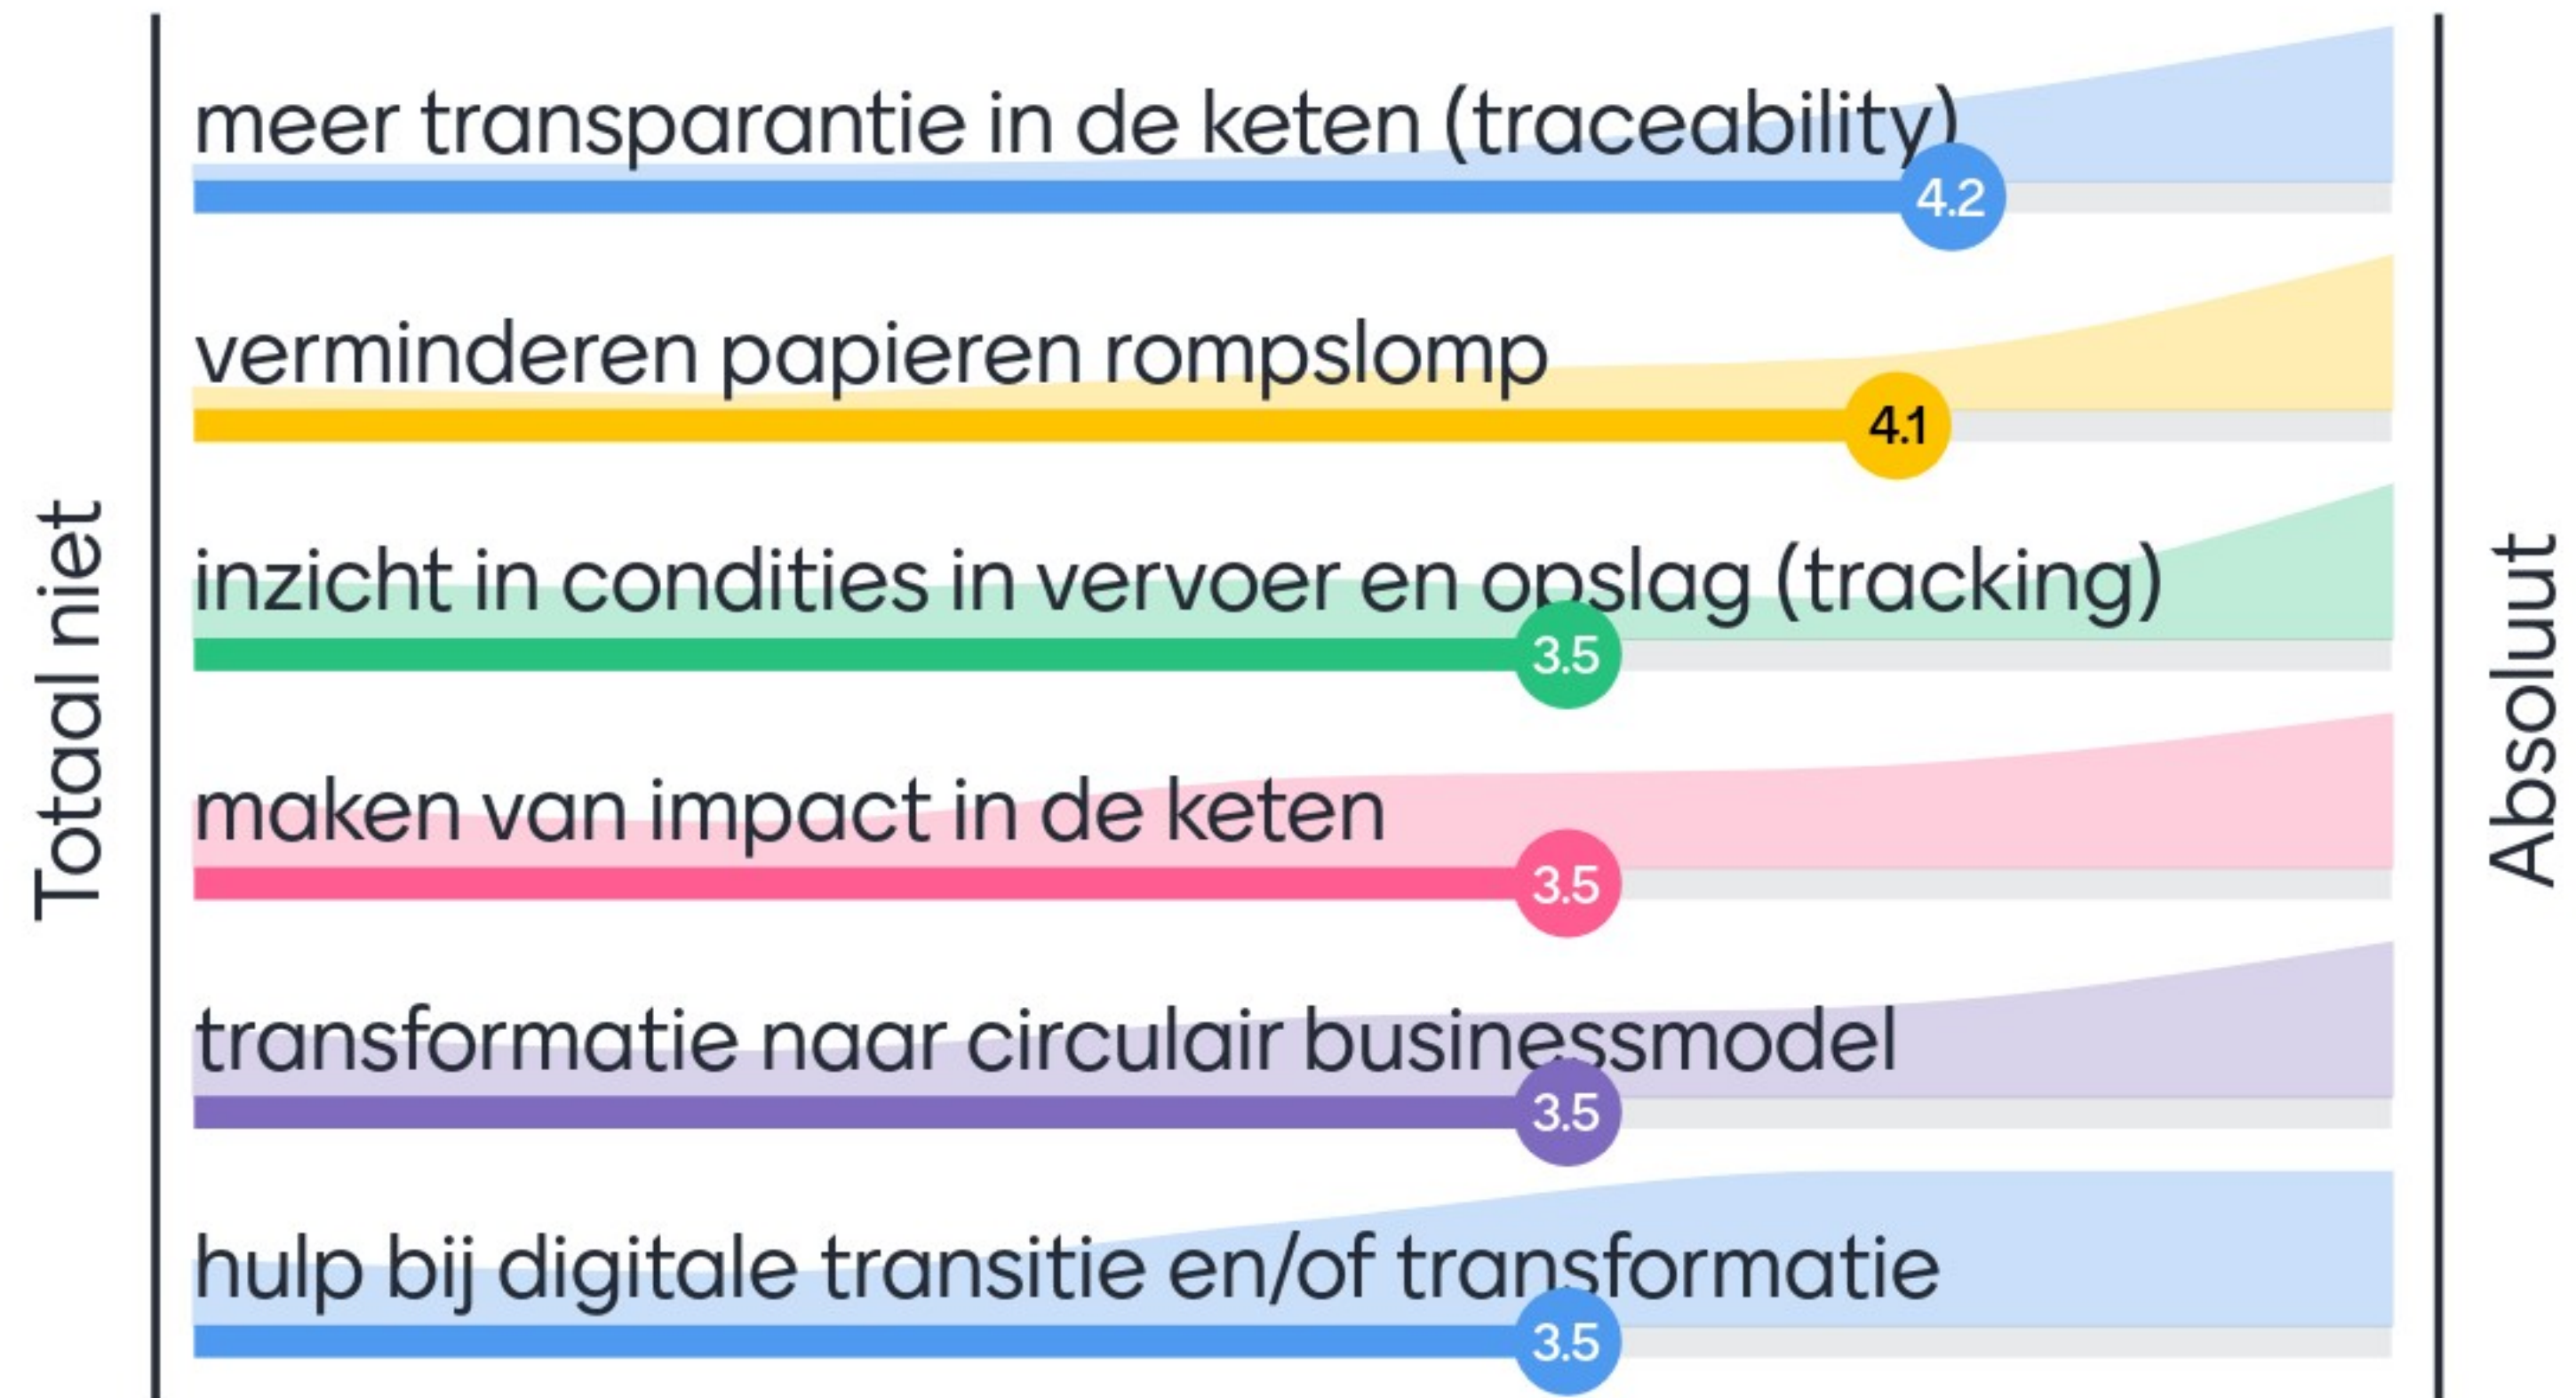 Totaal niet
meer transparantie in de keten (traceability)
4.2
verminderen papieren rompslomp
4.1
inzicht in condities in vervoer en opslag (tracking)
3.5
maken van impact in de keten
3.5
transformatie naar circulair businessmodel
3.5
hulp bij digitale transitie en/of transformatie
3.5
Absoluut